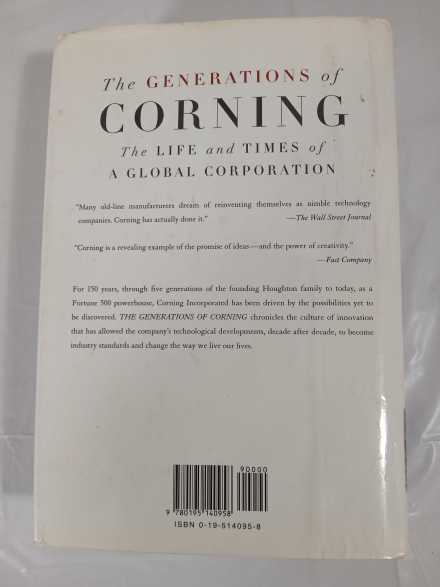 The GENERATIONS of
CORNING
The LIFE and TIMES of
A GLOBAL CORPORATION
"Many old-line manufacturers dream of reinventing themselves as nimble technology
companies. Corning has actually done it." —The Wall Street Journal
"Corning is a revealing example of the promise of ideas—and the power of creativity."
—Fast Company
For 150 years, through five generations of the founding Houghton family to today, as a
Fortune 500 powerhouse, Corning Incorporated has been driven by the possibilities yet to
be discovered. THE GENERATIONS OF CORNING chronicles the culture of innovation
that has allowed the company's technological developments, decade after decade, to become
industry standards and change the way we live our lives.
90000
9 780195 140958
ISBN 0-19-514095-8